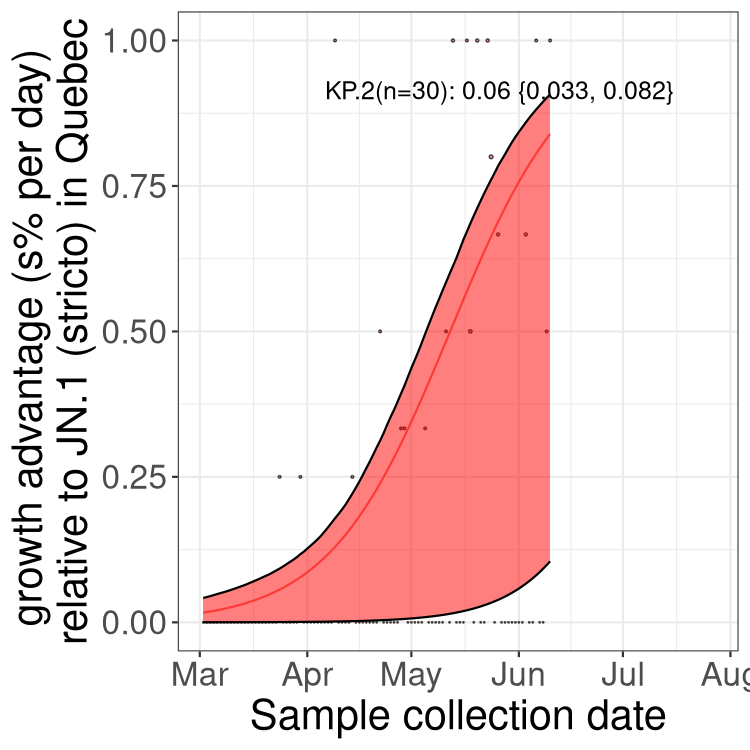 growth advantage (s% per day)
relative to JN.1 (stricto) in Quebec
1.00
0.75
0.50
0.25
0.00
KP.2(n=30): 0.06 {0.033, 0.082}
Mar Apr May Jun Jul Aug
Sample collection date